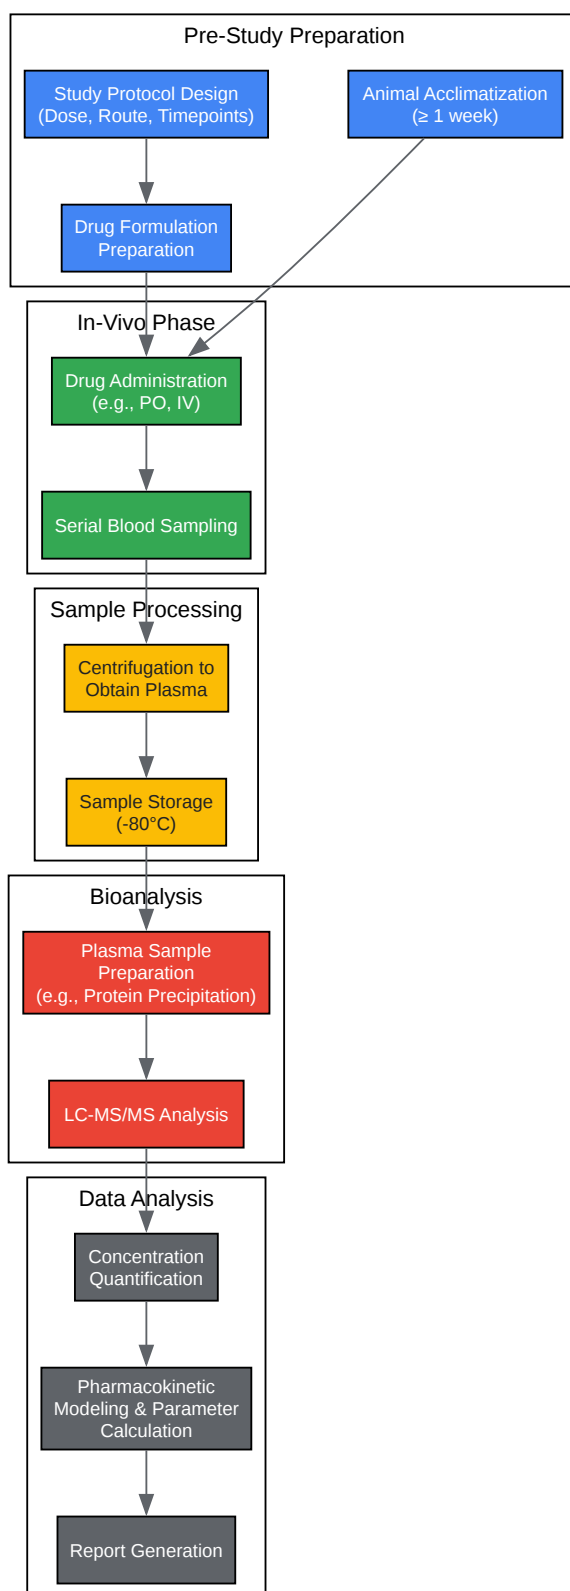 Pre-Study Preparation
Study Protocol Design
(Dose, Route, Timepoints)
Animal Acclimatization
(≥ 1 week)
Drug Formulation
Preparation
In-Vivo Phase
Drug Administration
(e.g., PO, IV)
Serial Blood Sampling
Sample Processing
Centrifugation to
Obtain Plasma
Sample Storage
(-80°C)
Bioanalysis
Plasma Sample
Preparation
(e.g., Protein Precipitation)
LC-MS/MS Analysis
Data Analysis
Concentration
Quantification
Pharmacokinetic
Modeling & Parameter
Calculation
Report Generation